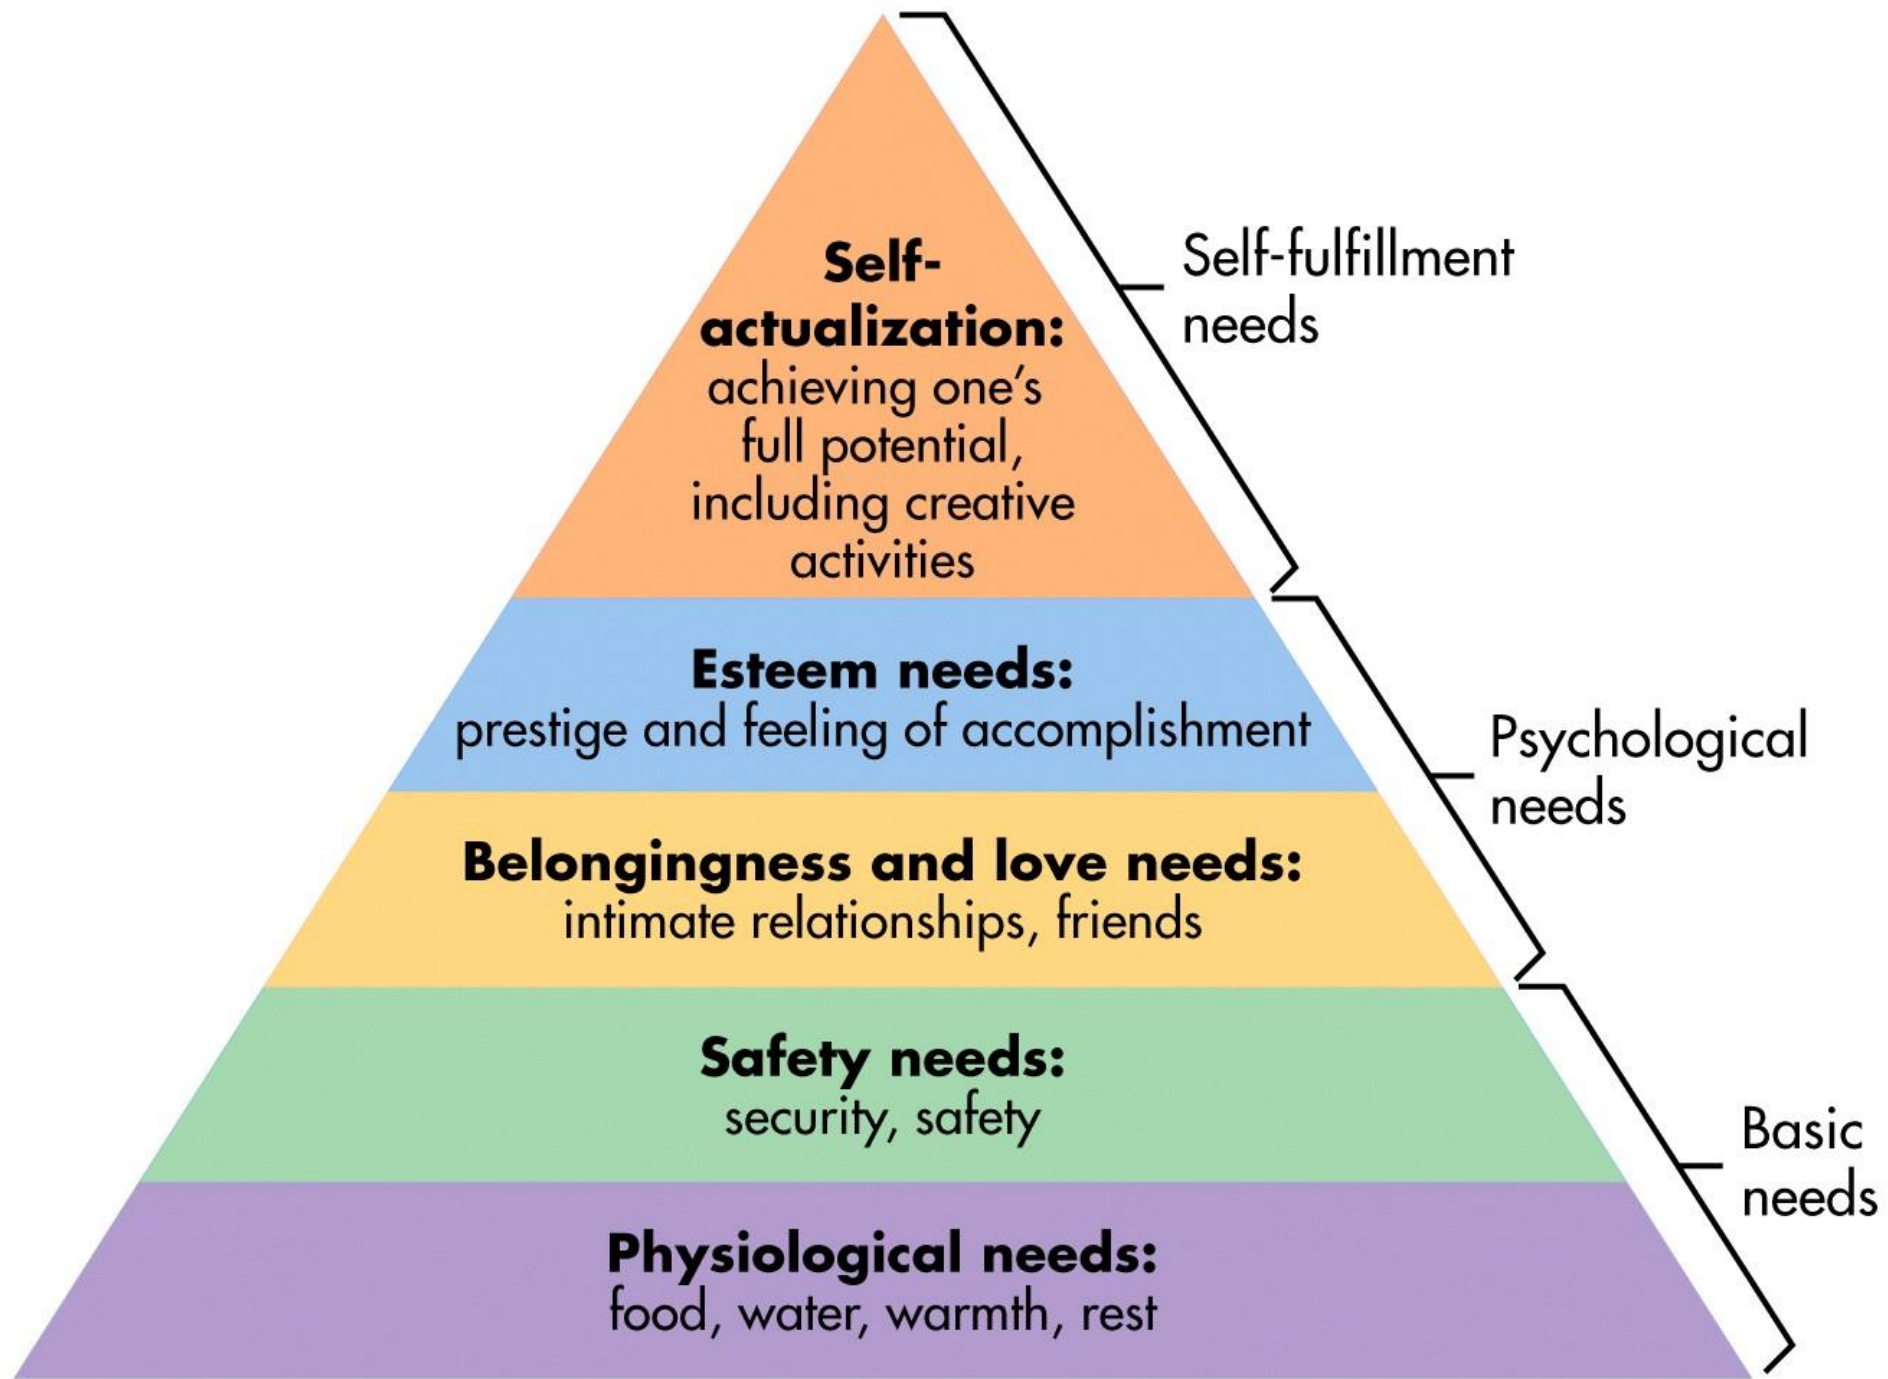 Self-
actualization:
achieving one’s
full potential,
including creative
activities
Self-fulfillment
needs
Esteem needs:
prestige and feeling of accomplishment
Belongingness and love needs:
intimate relationships, friends
Psychological
needs
Safety needs:
security, safety
Physiological needs:
food, water, warmth, rest
Basic
needs